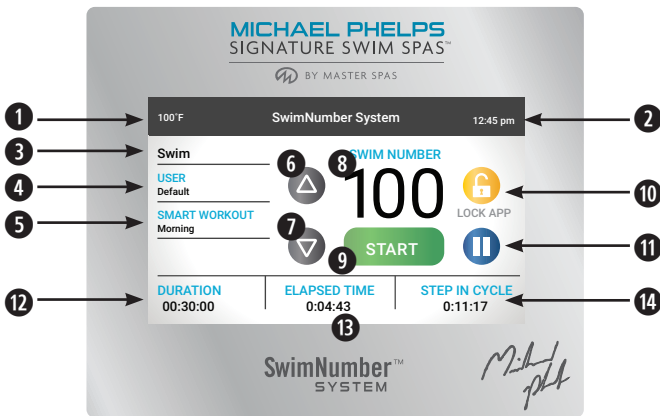 MICHAEL PHELPS
SIGNATURE SWIM SPAS™
BY MASTER SPAS
1
100°F
SwimNumber System
12:45 pm
2
3
Swim
6
8
SWIM NUMBER
4
USER
Default
100
10
LOCK APP
5
SMART WORKOUT
Morning
7
9
START
11
12
DURATION
00:30:00
ELAPSED TIME
0:04:43
STEP IN CYCLE
0:11:17
14
13
SwimNumber™
SYSTEM